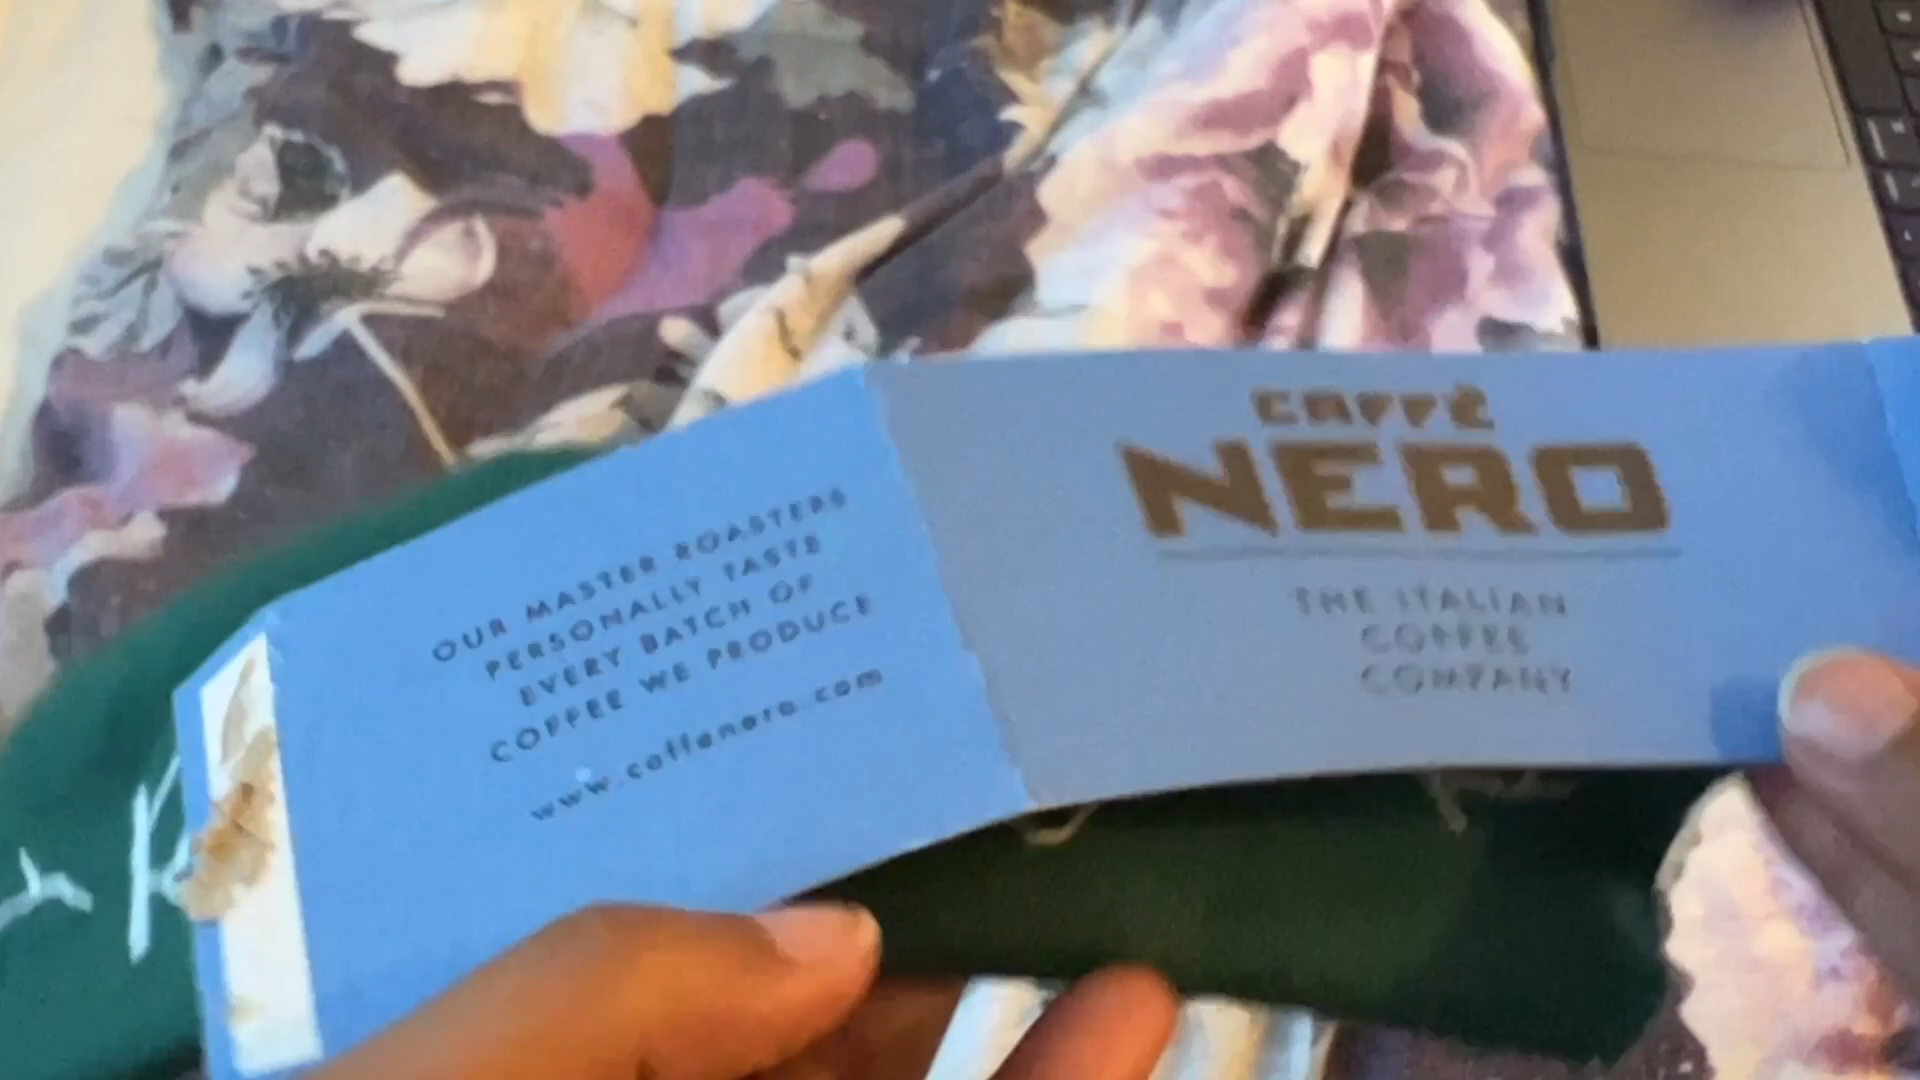 OUR MASTER ROASTERS
PERSONALLY TASTE
EVERY BATCH OF
COFFEE WE PRODUCE
www.caffenero.com
CAFFÈ
NERO
THE ITALIAN
COFFEE
COMPANY